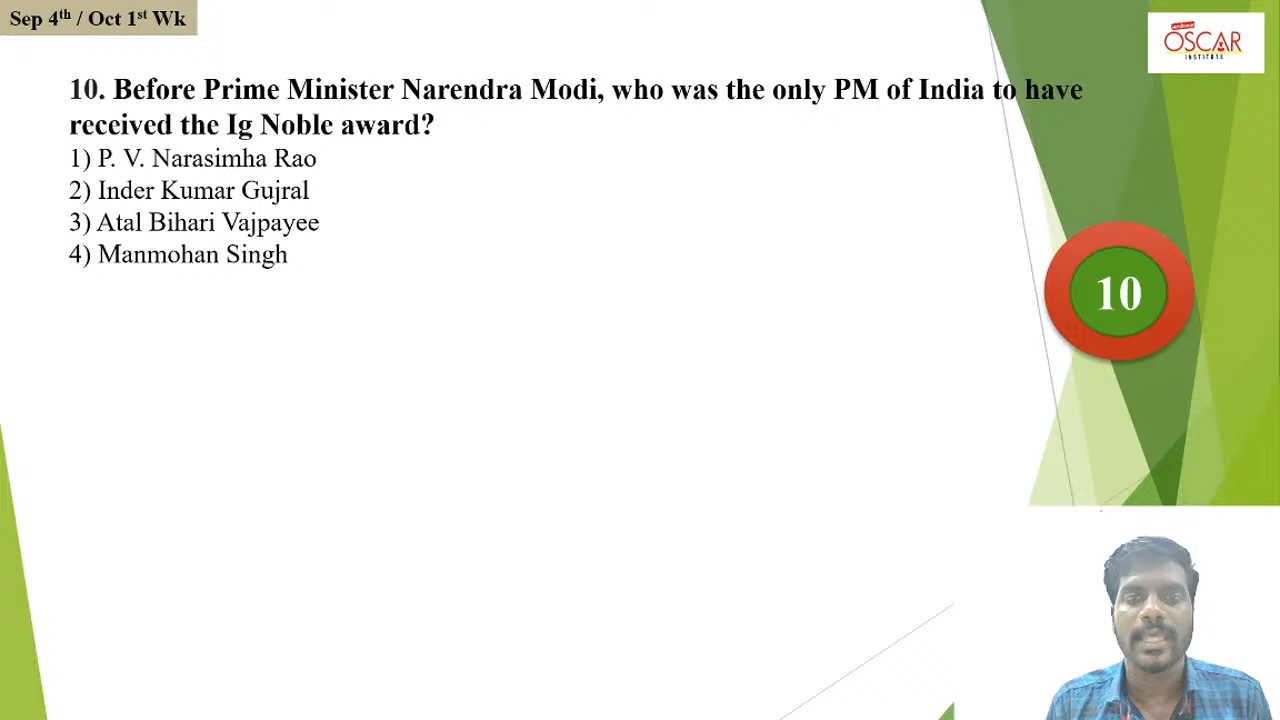 Sep 4th / Oct 1st Wk
OSCAR
INSTITUTE
10. Before Prime Minister Narendra Modi, who was the only PM of India to have
received the Ig Noble award?
1) P. V. Narasimha Rao
2) Inder Kumar Gujral
3) Atal Bihari Vajpayee
4) Manmohan Singh
10